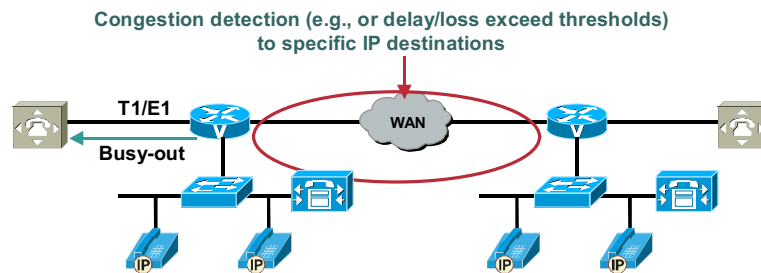 Congestion detection (e.g., or delay/loss exceed thresholds)
to specific IP destinations
T1/E1
V
WAN
V
Busy-out
IP
IP
IP
IP